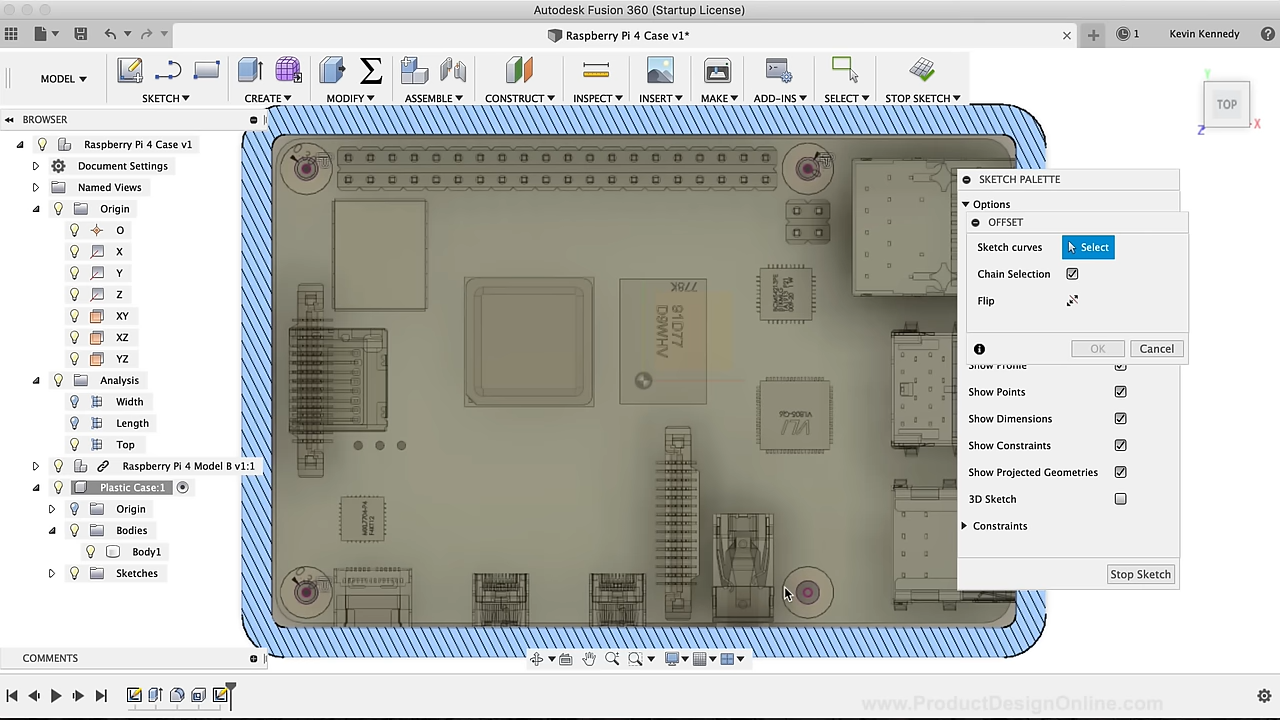 Autodesk Fusion 360 (Startup License)
Raspberry Pi 4 Case v1*
1
Kevin Kennedy
MODEL
SKETCH
CREATE
MODIFY
ASSEMBLE
CONSTRUCT
INSPECT
INSERT
MAKE
ADD-INS
SELECT
STOP SKETCH
TOP
Y
X
Z
BROWSER
Raspberry Pi 4 Case v1
Document Settings
Named Views
Origin
O
X
Y
Z
XY
XZ
YZ
Analysis
Width
Length
Top
Raspberry Pi 4 Model B v1:1
Plastic Case:1
Origin
Bodies
Body1
Sketches
77BK
91D77
D9WHV
VLI
SKETCH PALETTE
Options
OFFSET
Sketch curves
Select
Chain Selection
Flip
OK
Cancel
Show Profile
Show Points
Show Dimensions
Show Constraints
Show Projected Geometries
3D Sketch
Constraints
Stop Sketch
COMMENTS
www.ProductDesignOnline.com